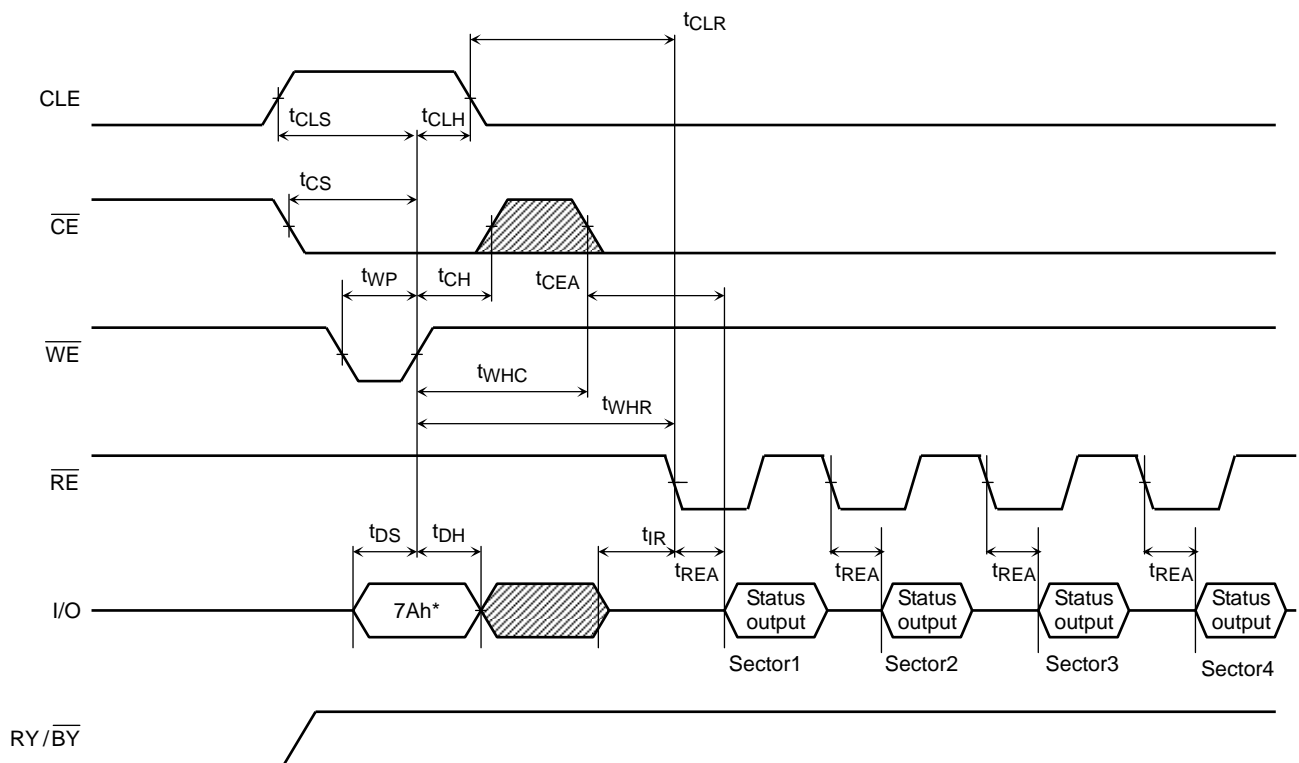 tCLR
CLE
tCLS
tCLH
tCS
CE
tWP
tCH
tCEA
WE
tWHC
tWHR
RE
tDS
tDH
tIR
tREA
tREA
tREA
tREA
I/O
7Ah*
Status output
Status output
Status output
Status output
Sector1
Sector2
Sector3
Sector4
RY/BY